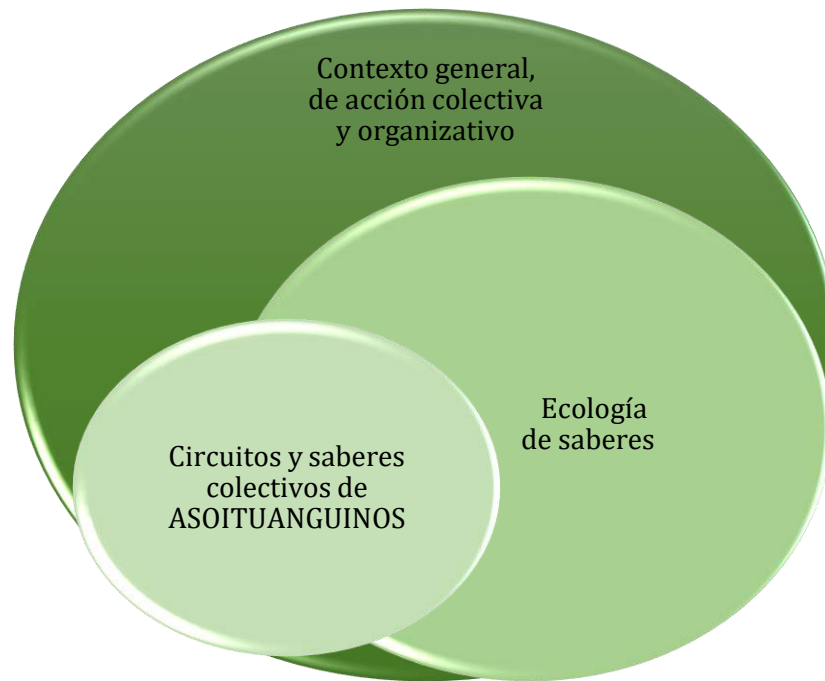 Contexto general,
de acción colectiva
y organizativo
Ecología
de saberes
Circuitos y saberes
colectivos de
ASOITUANGUINOS